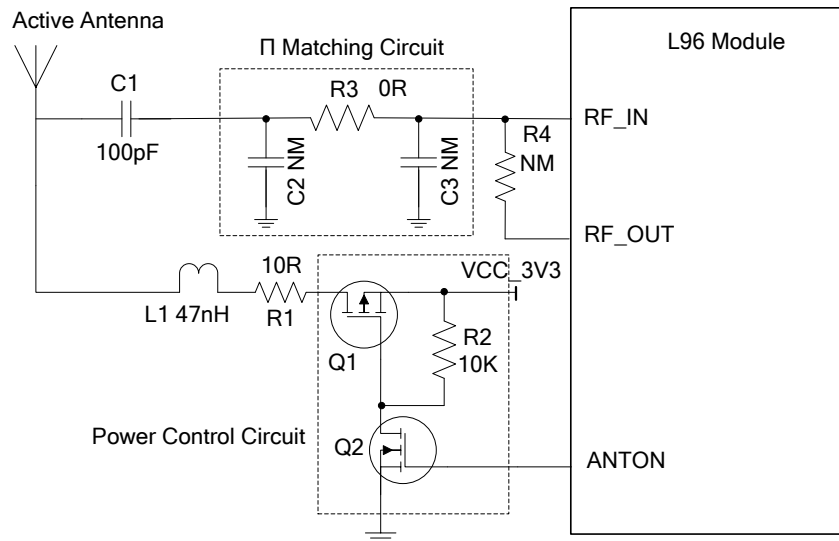 Active Antenna
Π Matching Circuit
L96 Module
C1
100pF
R3 0R
C2 NM
C3 NM
R4
NM
RF_IN
RF_OUT
VCC_3V3
10R
R1
L1 47nH
Q1
R2
10K
Power Control Circuit
Q2
ANTON